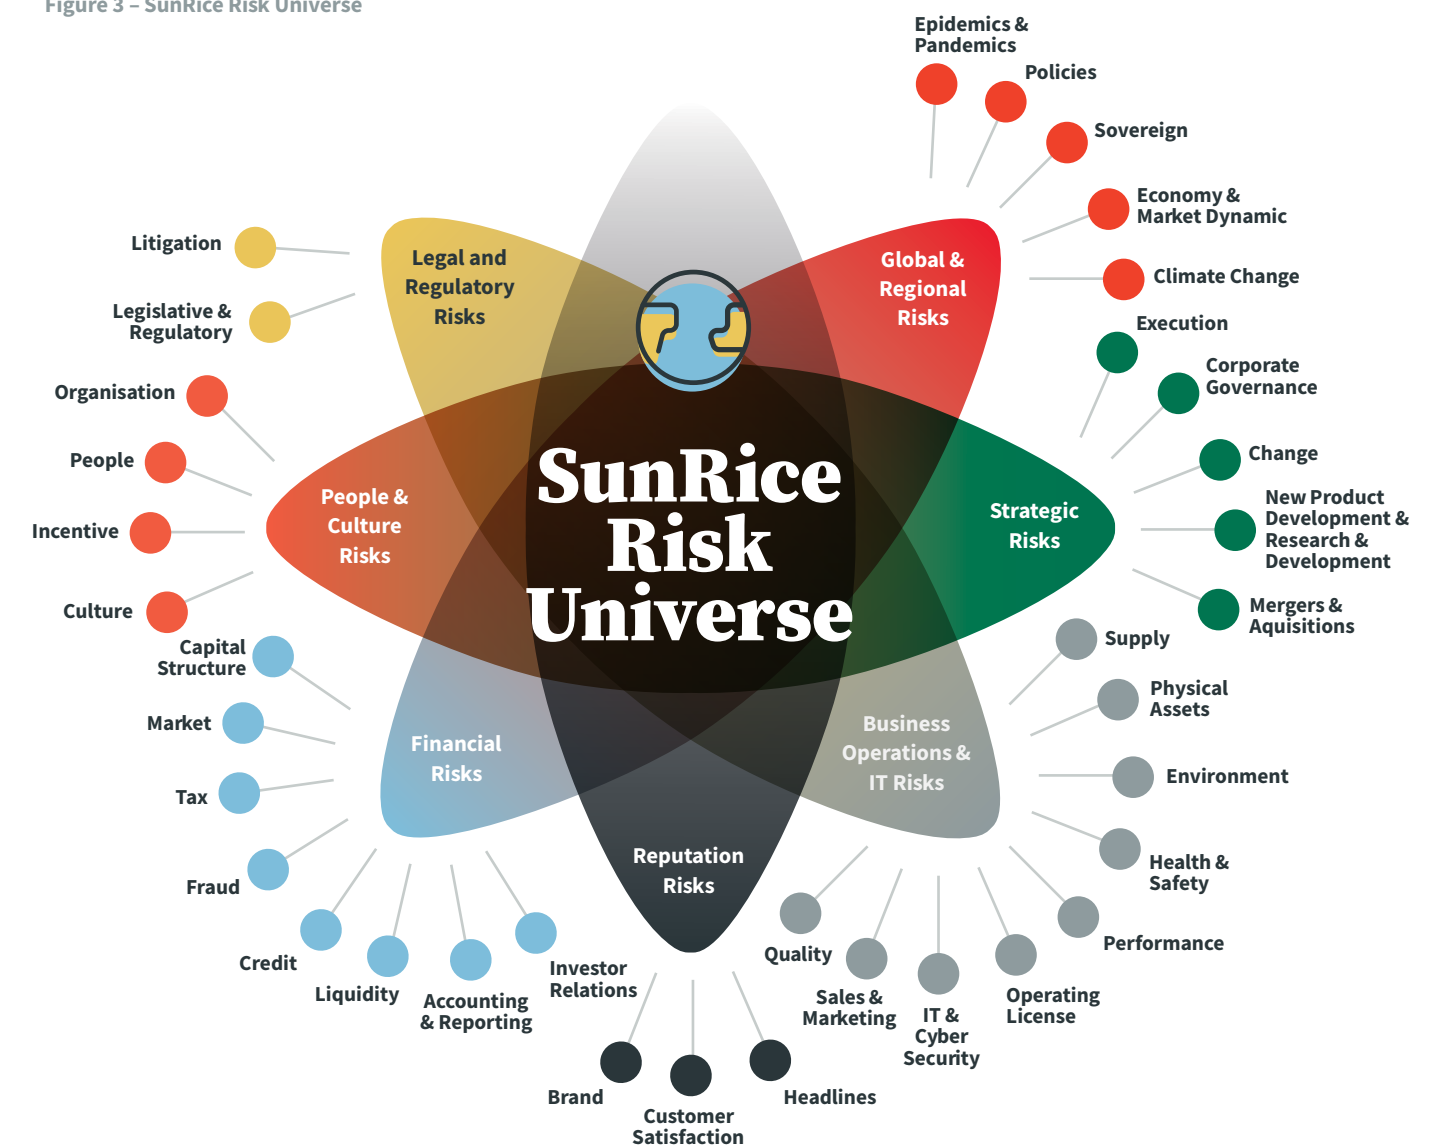 Figure 3 – SunRice Risk Universe
Epidemics &
Pandemics
Policies
Sovereign
Economy &
Market Dynamic
Climate Change
Execution
Corporate
Governance
Change
New Product
Development &
Research &
Development
Mergers &
Aquisitions
Supply
Physical
Assets
Environment
Health &
Safety
Performance
Operating
License
IT &
Cyber
Security
Sales &
Marketing
Quality
Headlines
Customer
Satisfaction
Brand
Investor
Relations
Accounting
& Reporting
Liquidity
Credit
Fraud
Tax
Market
Capital
Structure
Culture
Incentive
People
Organisation
Legislative &
Regulatory
Litigation
Legal and
Regulatory
Risks
Global &
Regional
Risks
People &
Culture
Risks
Strategic
Risks
Financial
Risks
Business
Operations &
IT Risks
Reputation
Risks
SunRice
Risk
Universe